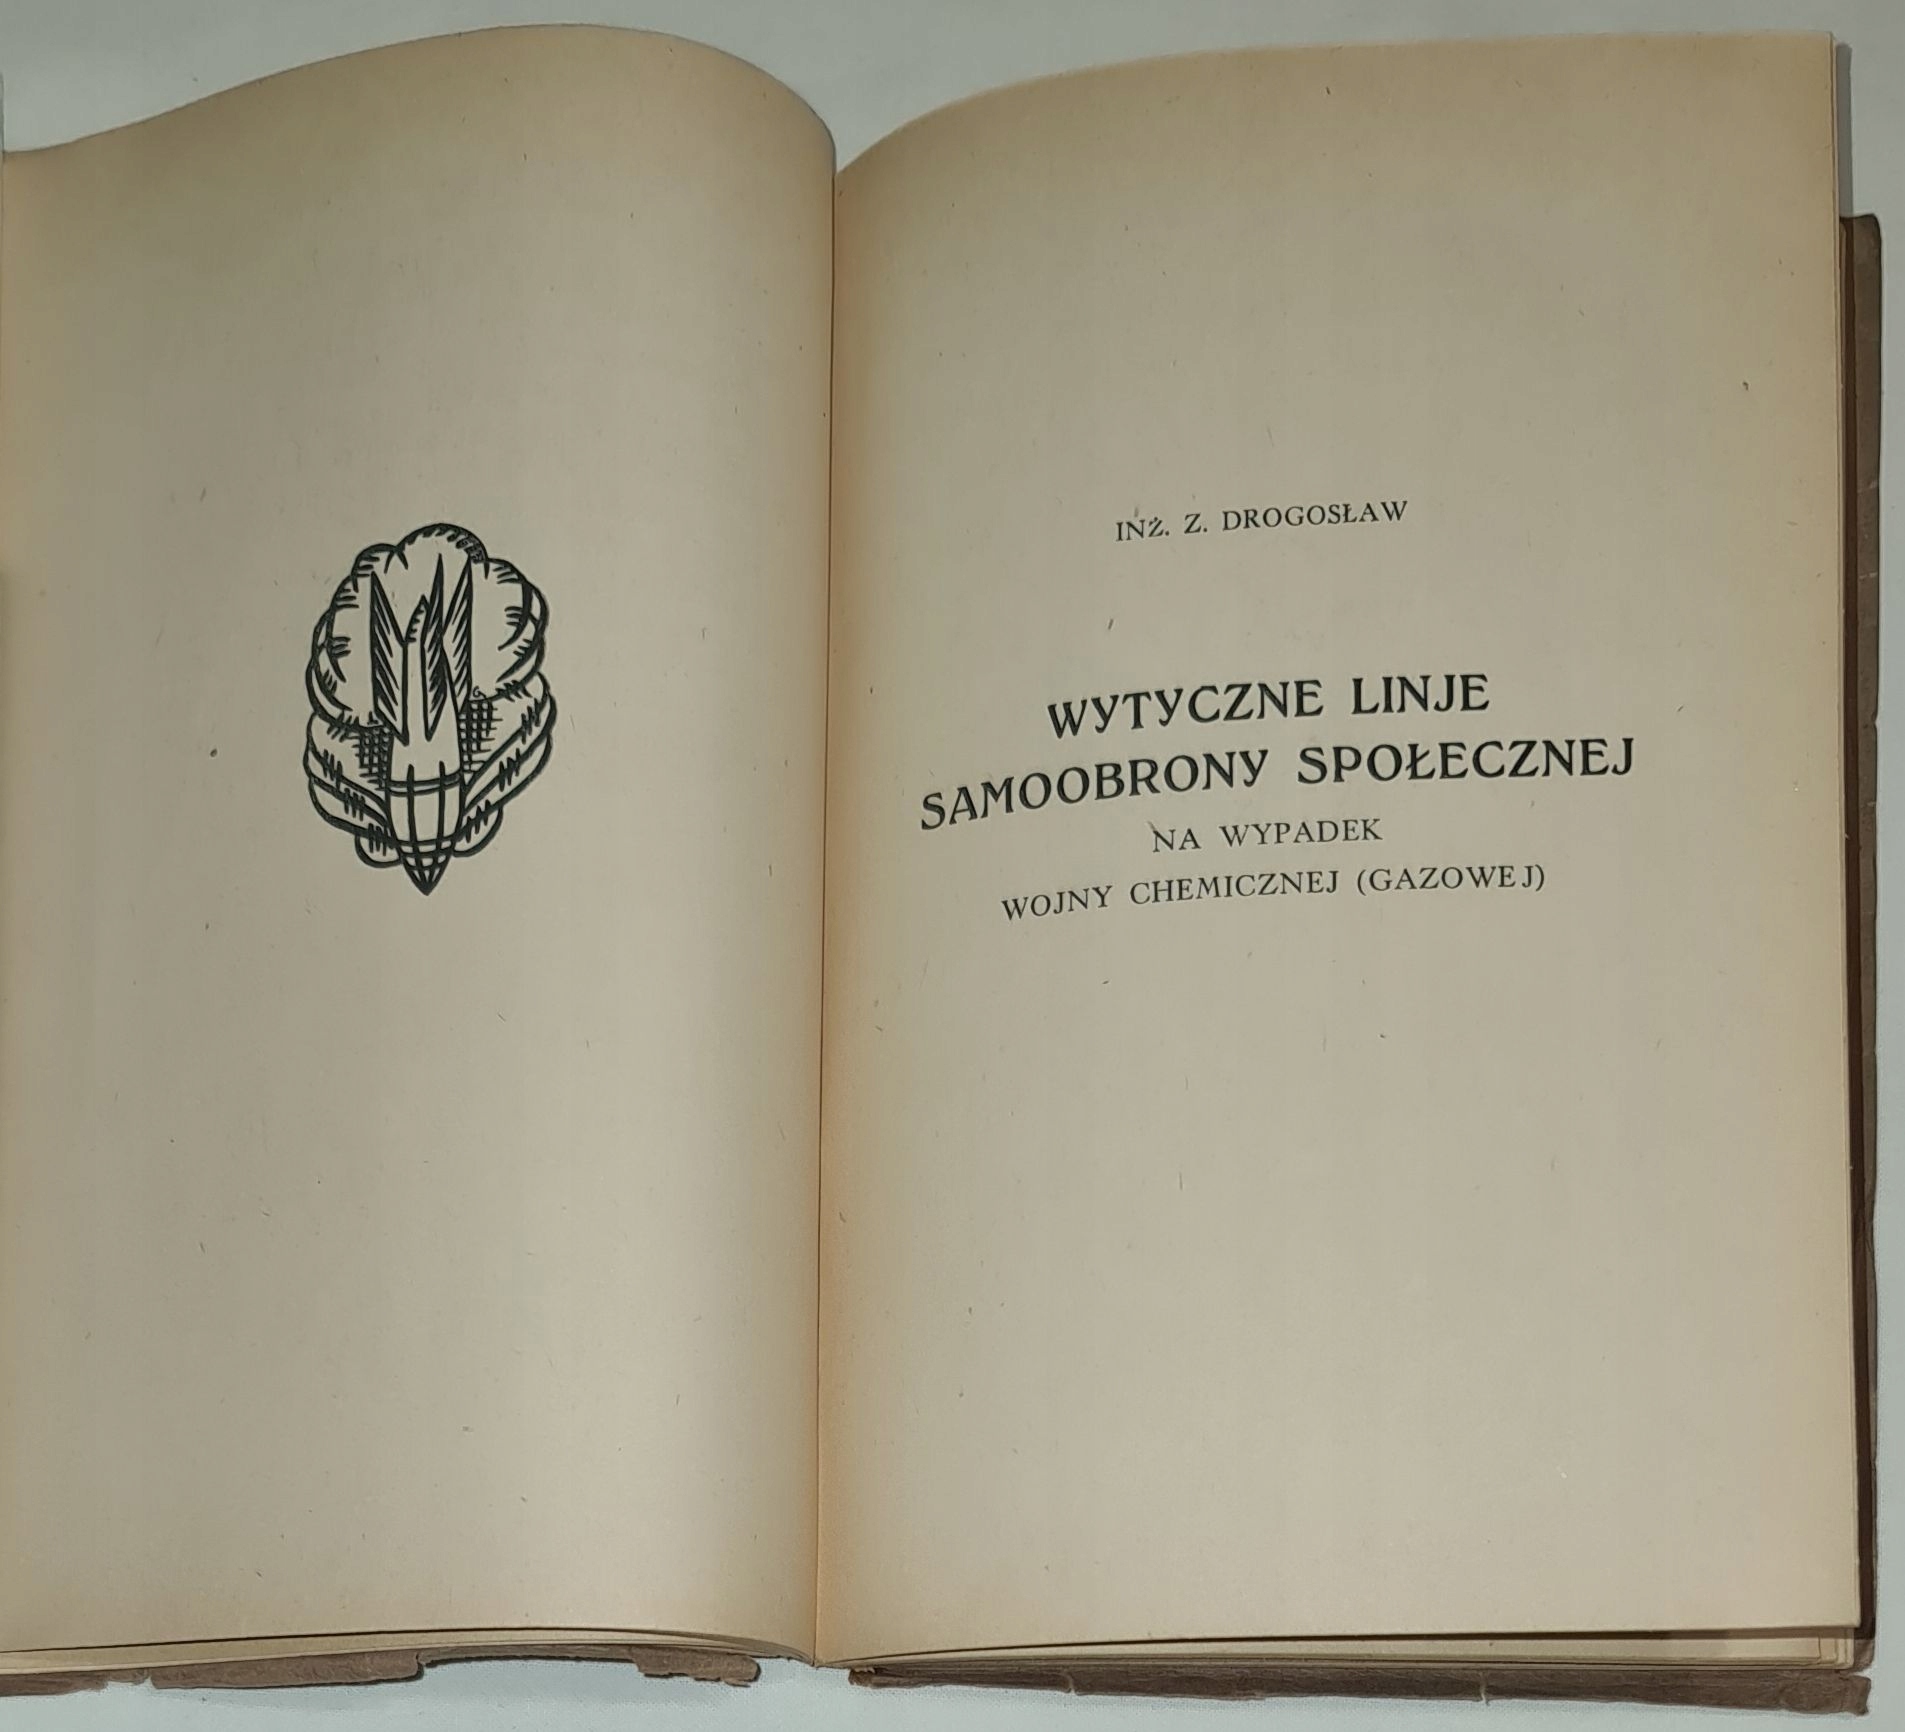 INŻ. Z. DROGOSŁAW
WYTYCZNE LINJE
SAMOOBRONY SPOŁECZNEJ
NA WYPADEK
WOJNY CHEMICZNEJ (GAZOWEJ)